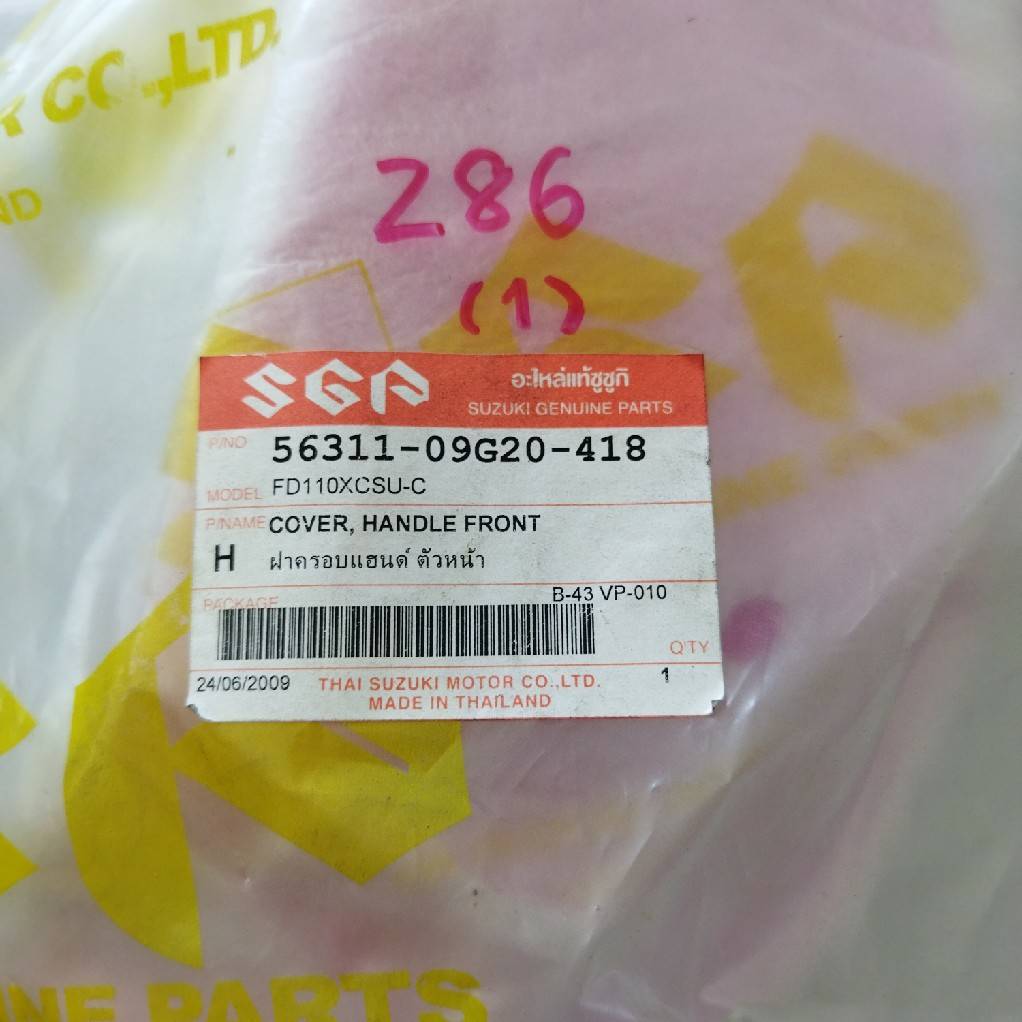 CO.,LTD.
ND
286
(1)
SGP
อะไหล่แท้ซูซูกิ
SUZUKI GENUINE PARTS
P/NO 56311-09G20-418
MODEL FD110XCSU-C
P/NAME COVER, HANDLE FRONT
H ฝาครอบแฮนด์ ตัวหน้า
B-43 VP-010
PACKAGE
Q'TY
24/06/2009 THAI SUZUKI MOTOR CO.,LTD. 1
MADE IN THAILAND
INE PARTS